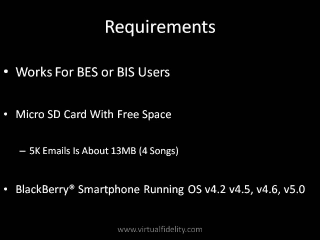 Requirements
• Works For BES or BIS Users
• Micro SD Card With Free Space
– 5K Emails Is About 13MB (4 Songs)
• BlackBerry® Smartphone Running OS v4.2 v4.5, v4.6, v5.0
www.virtualfidelity.com